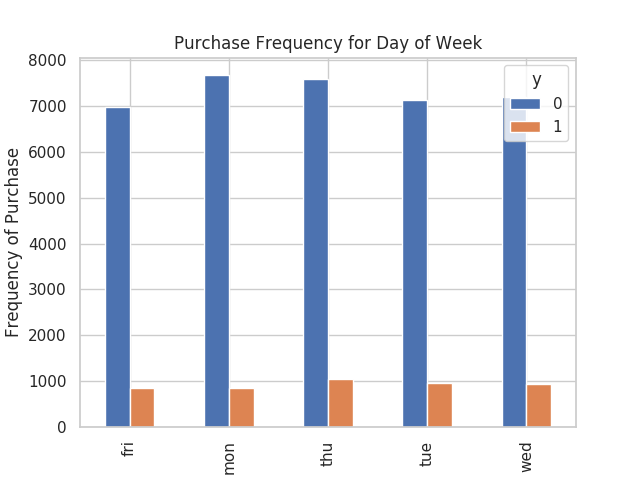 Purchase Frequency for Day of Week
y
0
1
8000
7000
6000
5000
4000
3000
2000
1000
0
Frequency of Purchase
fri
mon
thu
tue
wed